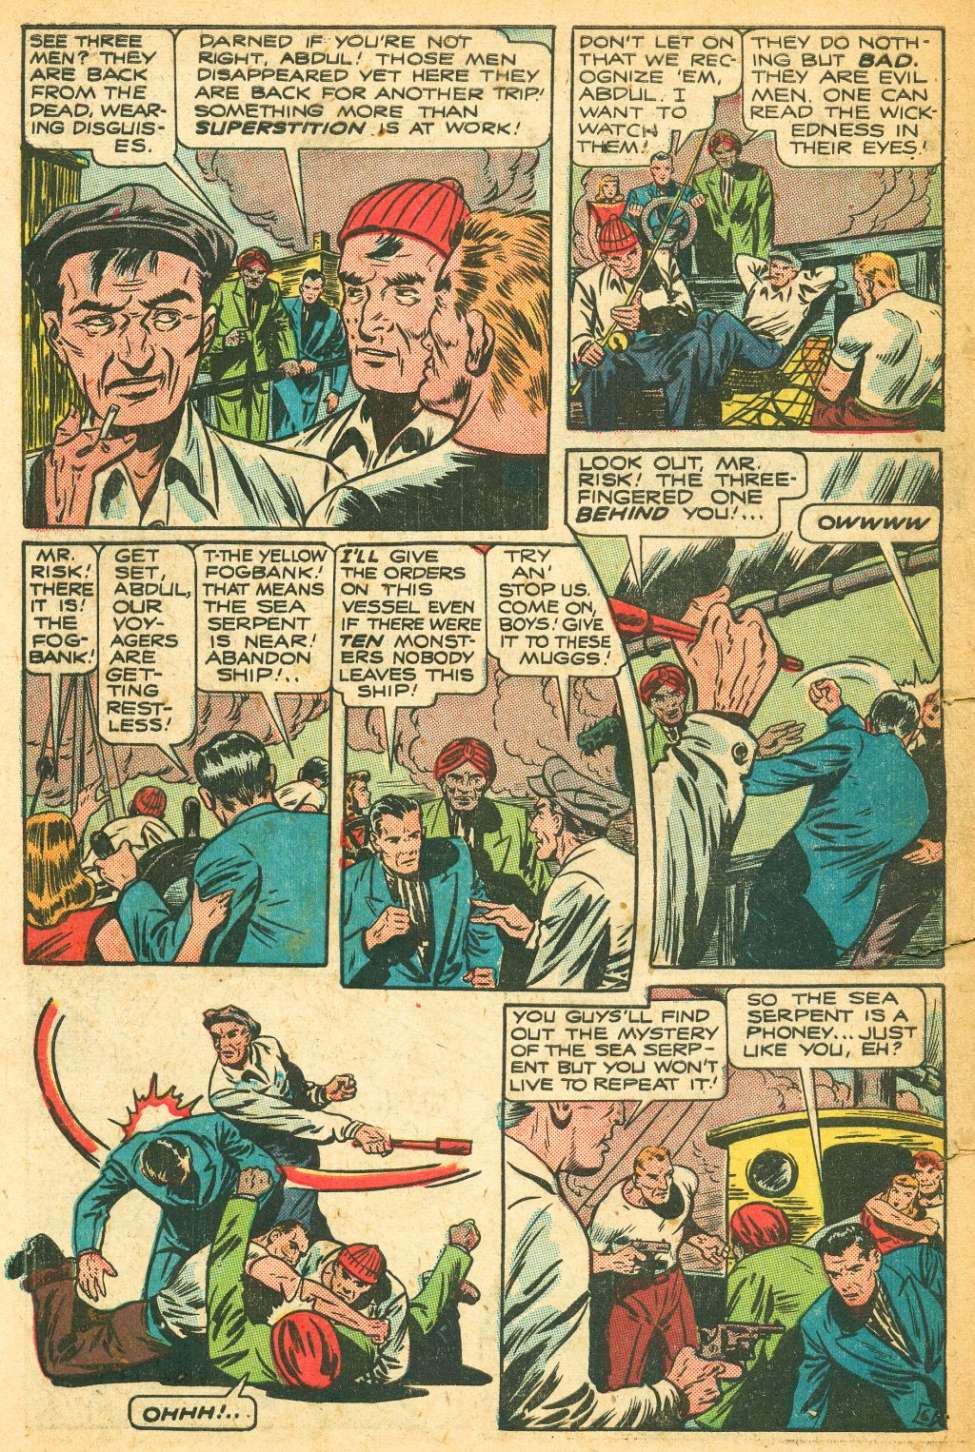 SEE THREE
MEN? THEY
ARE BACK
FROM THE
DEAD, WEAR-
ING DISGUIS-
ES.
DARNED IF YOU'RE NOT
RIGHT, ABDUL! THOSE MEN
DISAPPEARED YET HERE THEY
ARE BACK FOR ANOTHER TRIP!
SOMETHING MORE THAN
SUPERSTITION IS AT WORK!
DON'T LET ON
THAT WE REC-
OGNIZE 'EM,
ABDUL. I
WANT TO
WATCH
THEM!
THEY DO NOTH-
ING BUT BAD.
THEY ARE EVIL
MEN. ONE CAN
READ THE WICK-
EDNESS IN
THEIR EYES!
MR.
RISK!
THERE
IT IS!
THE
FOG-
BANK!
GET
SET,
ABDUL,
OUR
VOY-
AGERS
ARE
GET-
TING
REST-
LESS!
T-THE YELLOW
FOGBANK!
THAT MEANS
THE SEA
SERPENT
IS NEAR!
ABANDON
SHIP!..
I'LL GIVE
THE ORDERS
ON THIS
VESSEL EVEN
IF THERE WERE
TEN MONST-
ERS NOBODY
LEAVES THIS
SHIP!
TRY
AN'
STOP US.
COME ON,
BOYS! GIVE
IT TO THESE
MUGGS!
LOOK OUT, MR.
RISK! THE THREE-
FINGERED ONE
BEHIND YOU!...
OWWWW
OHHH!..
YOU GUYS'LL FIND
OUT THE MYSTERY
OF THE SEA SERP-
ENT BUT YOU WON'T
LIVE TO REPEAT IT!
SO THE SEA
SERPENT IS A
PHONEY... JUST
LIKE YOU, EH?
6